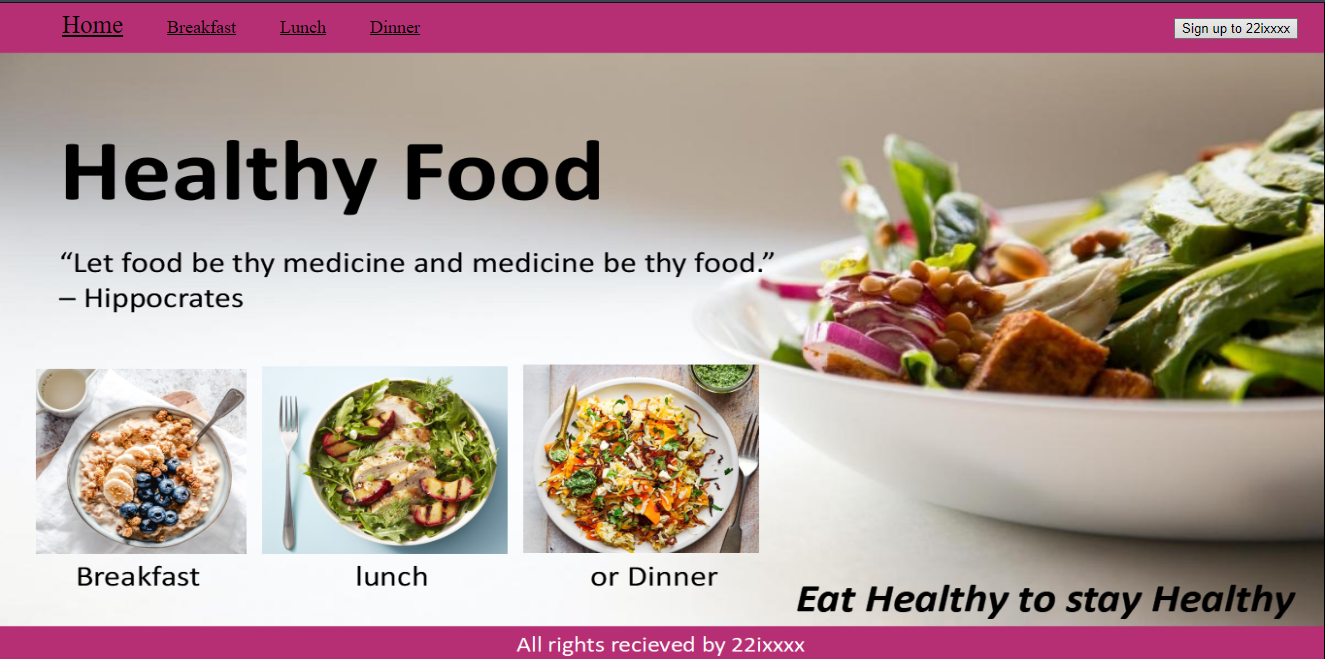 Home Breakfast Lunch Dinner Sign up to 22ixxxx
Healthy Food
“Let food be thy medicine and medicine be thy food.”
– Hippocrates
Breakfast lunch or Dinner
Eat Healthy to stay Healthy
All rights recieved by 22ixxxx